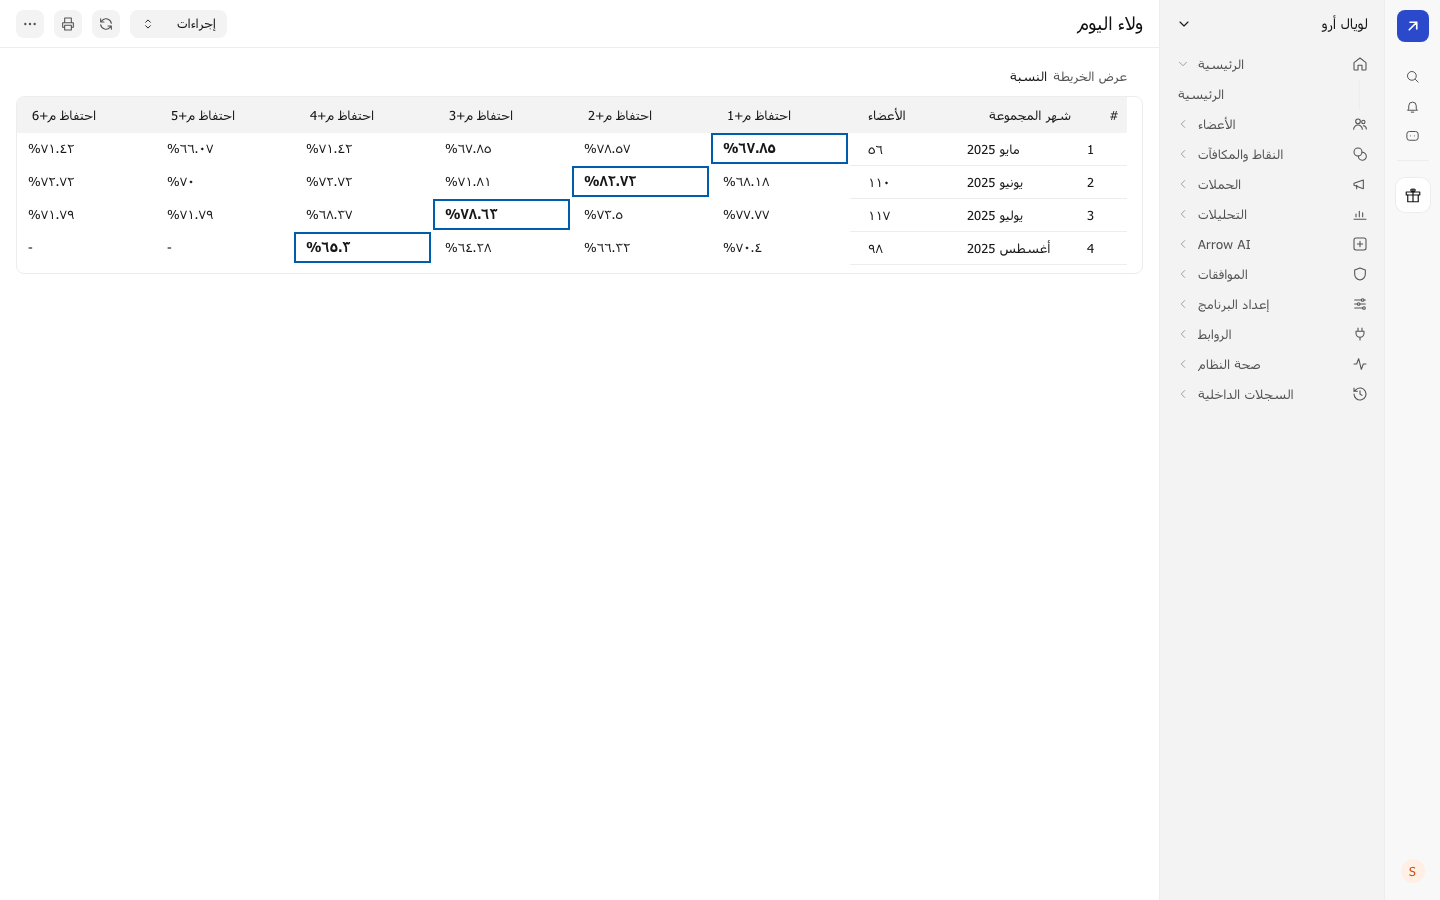 لويال أرو
الرئيسية
الرئيسية
الأعضاء
النقاط والمكافآت
الحملات
التحليلات
Arrow AI
الموافقات
إعداد البرنامج
الروابط
صحة النظام
السجلات الداخلية
S
ولاء اليوم
إجراءات
عرض الخريطة النسبة
# شهر المجموعة الأعضاء احتفاظ م+1 احتفاظ م+2 احتفاظ م+3 احتفاظ م+4 احتفاظ م+5 احتفاظ م+6
1 مايو 2025 ٥٦ ٦٧.٨٥% ٧٨.٥٧% ٦٧.٨٥% ٧١.٤٢% ٦٦.٠٧% ٧١.٤٢%
2 يونيو 2025 ١١٠ ٦٨.١٨% ٨٢.٧٢% ٧١.٨١% ٧٢.٧٢% ٧٠% ٧٢.٧٢%
3 يوليو 2025 ١١٧ ٧٧.٧٧% ٧٣.٥% ٧٨.٦٣% ٦٨.٣٧% ٧١.٧٩% ٧١.٧٩%
4 أغسطس 2025 ٩٨ ٧٠.٤% ٦٦.٣٢% ٦٤.٢٨% ٦٥.٣% - -